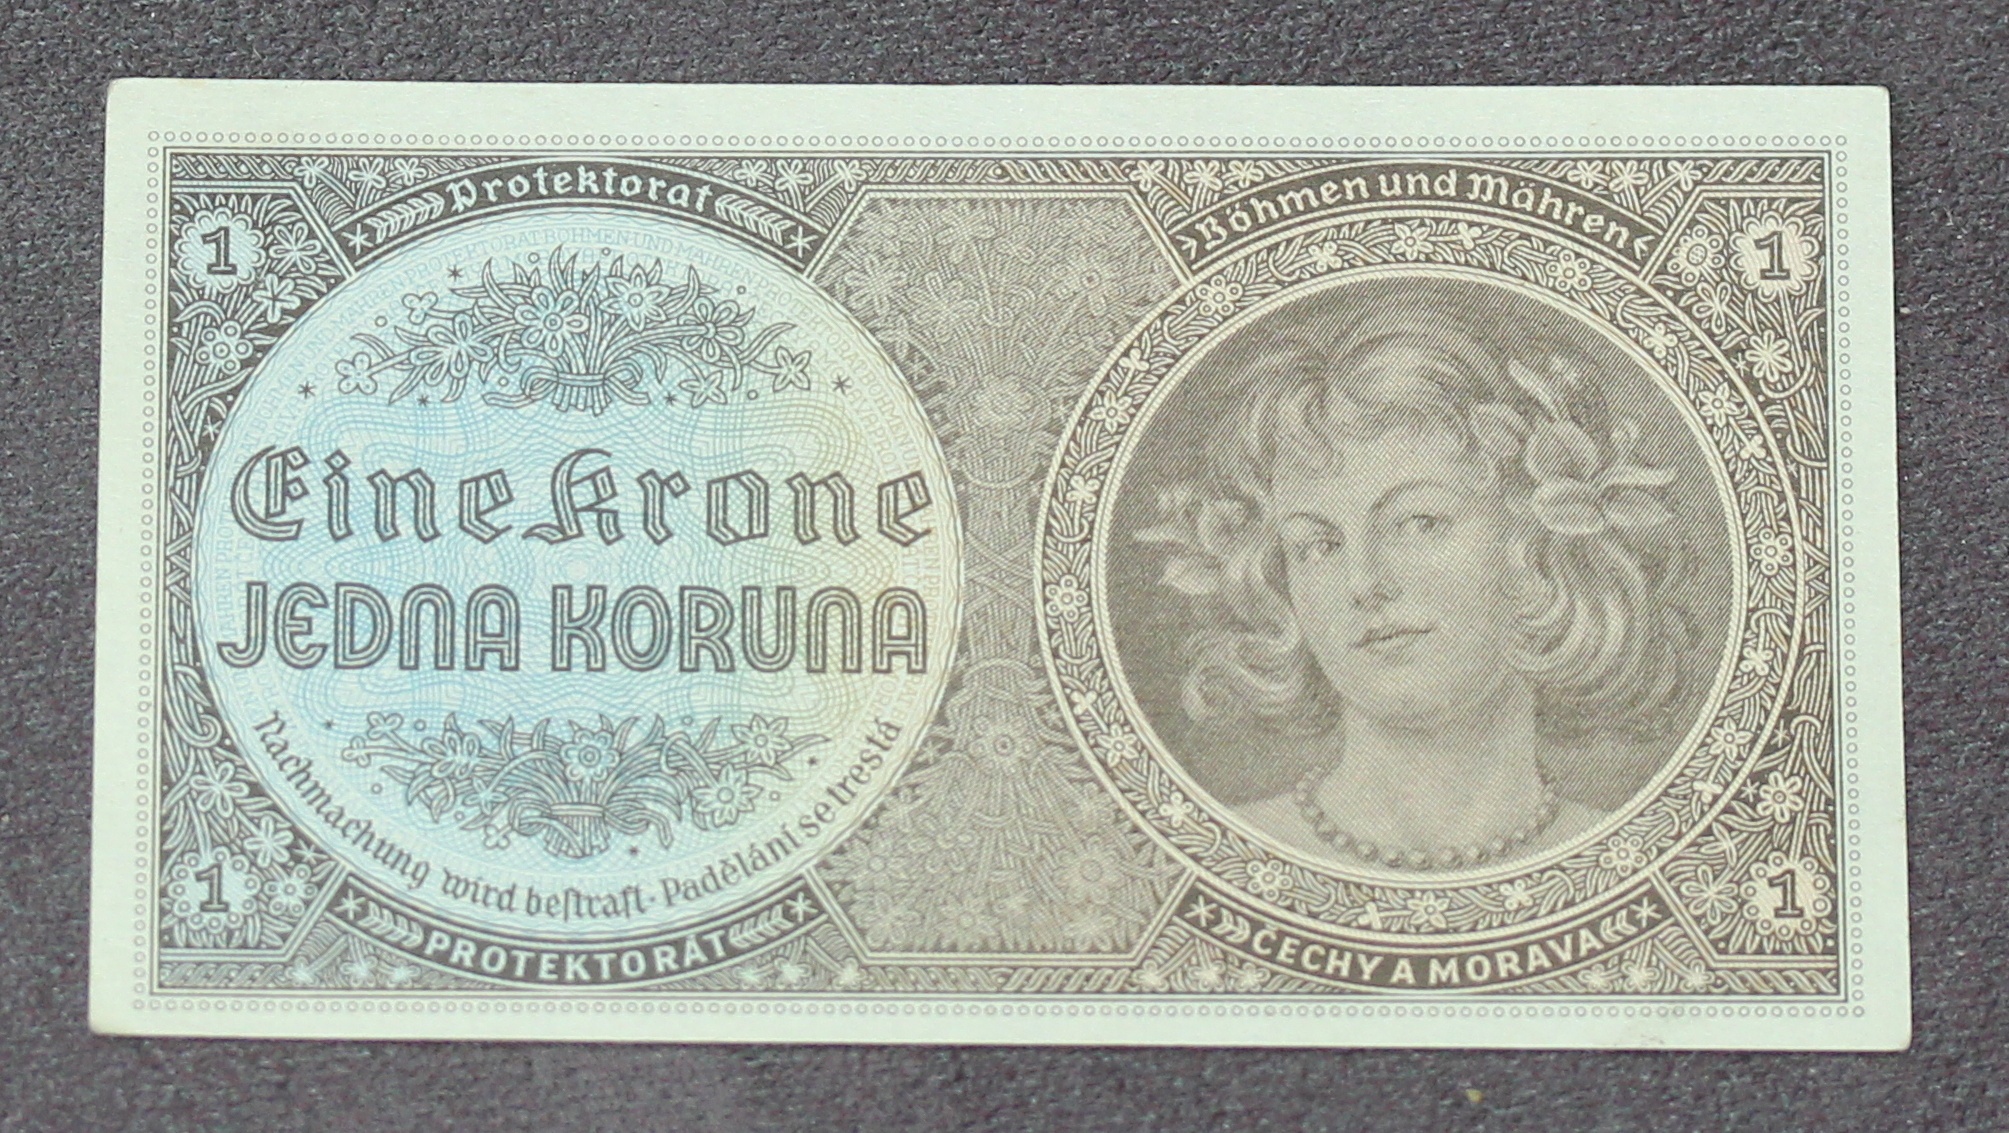 Protektorat
Böhmen und Mähren
1
1
Eine Krone
JEDNA KORUNA
Nachmachung wird bestraft · Padělání se trestá
1
1
PROTEKTORÁT
ČECHY A MORAVA